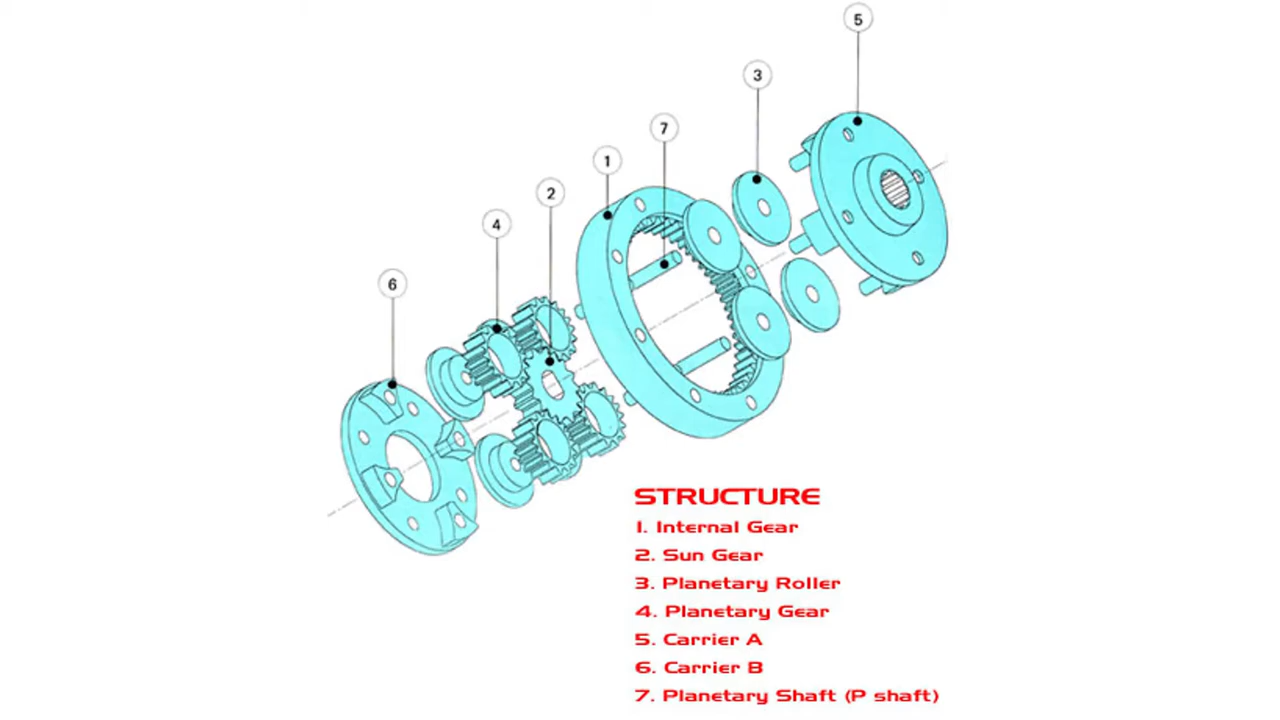 5
3
7
1
2
4
6
STRUCTURE
1. Internal Gear
2. Sun Gear
3. Planetary Roller
4. Planetary Gear
5. Carrier A
6. Carrier B
7. Planetary Shaft (P shaft)